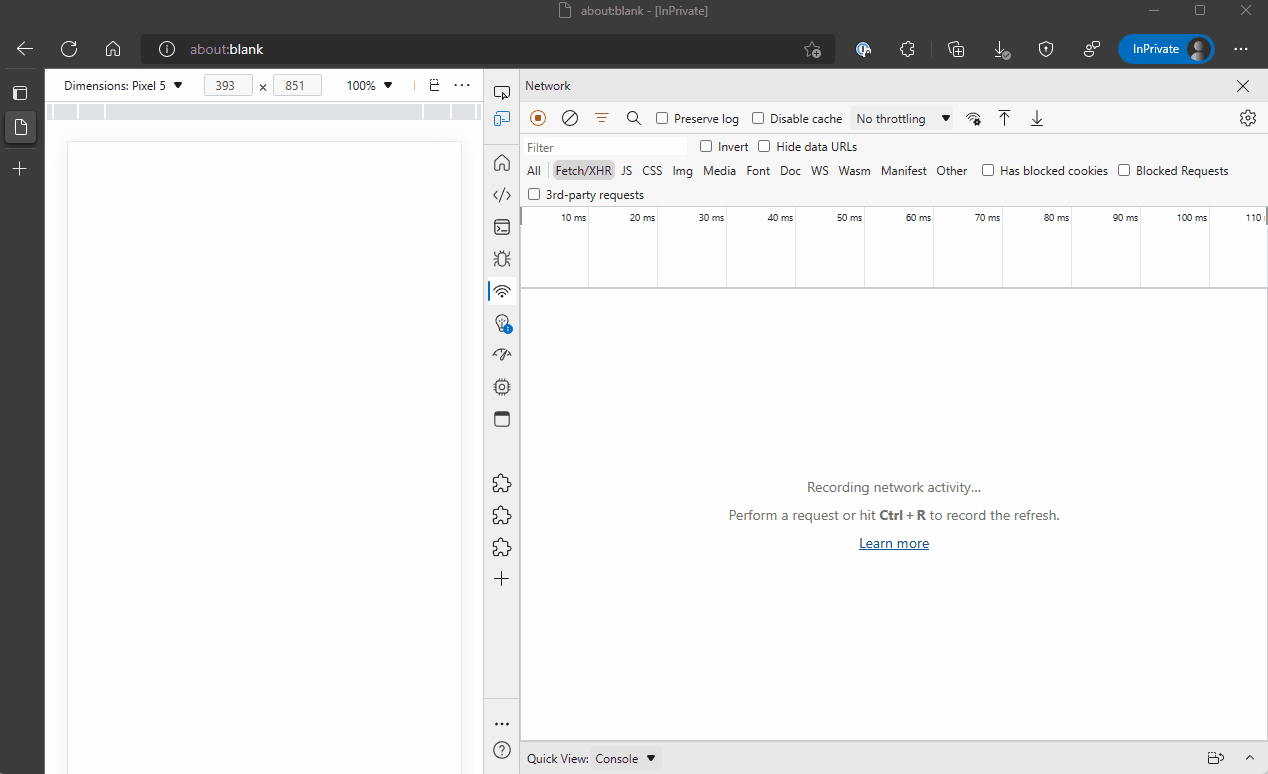 about:blank - [InPrivate]
about:blank
InPrivate
Dimensions: Pixel 5 393 × 851 100%
Network
Preserve log Disable cache No throttling
Filter Invert Hide data URLs
All Fetch/XHR JS CSS Img Media Font Doc WS Wasm Manifest Other Has blocked cookies Blocked Requests
3rd-party requests
10 ms 20 ms 30 ms 40 ms 50 ms 60 ms 70 ms 80 ms 90 ms 100 ms 110
Recording network activity...
Perform a request or hit Ctrl + R to record the refresh.
Learn more
Quick View: Console